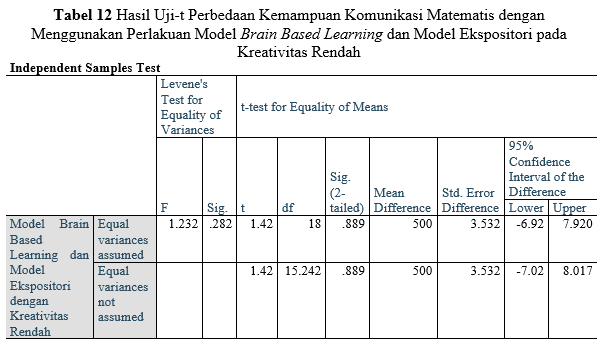 Tabel 12 Hasil Uji-t Perbedaan Kemampuan Komunikasi Matematis dengan
Menggunakan Perlakuan Model Brain Based Learning dan Model Ekspositori pada
Kreativitas Rendah
Independent Samples Test
Levene's
Test for
Equality of
Variances
t-test for Equality of Means
F
Sig.
t
df
Sig.
(2-
tailed)
Mean
Difference
Std. Error
Difference
95%
Confidence
Interval of the
Difference
Lower Upper
Model Brain
Based
Learning dan
Model
Ekspositori
dengan
Kreativitas
Rendah
Equal
variances
assumed
1.232 .282 1.42 18 .889 500 3.532 -6.92 7.920
Equal
variances
not
assumed
1.42 15.242 .889 500 3.532 -7.02 8.017